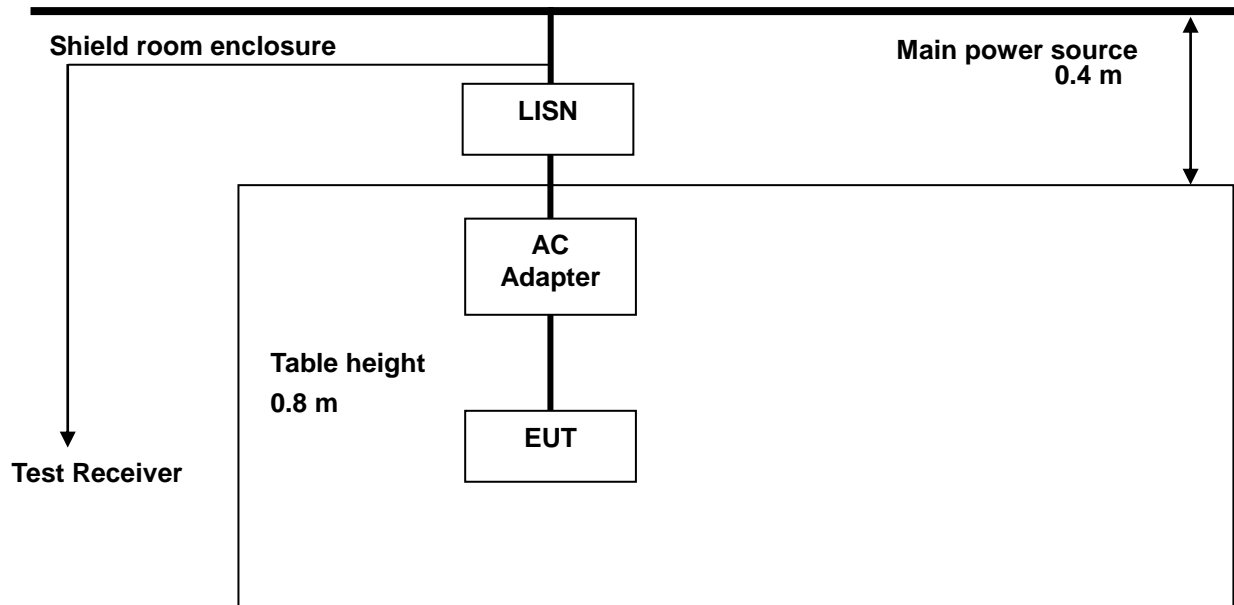 Shield room enclosure
Main power source
0.4 m
LISN
AC
Adapter
Table height
0.8 m
EUT
Test Receiver